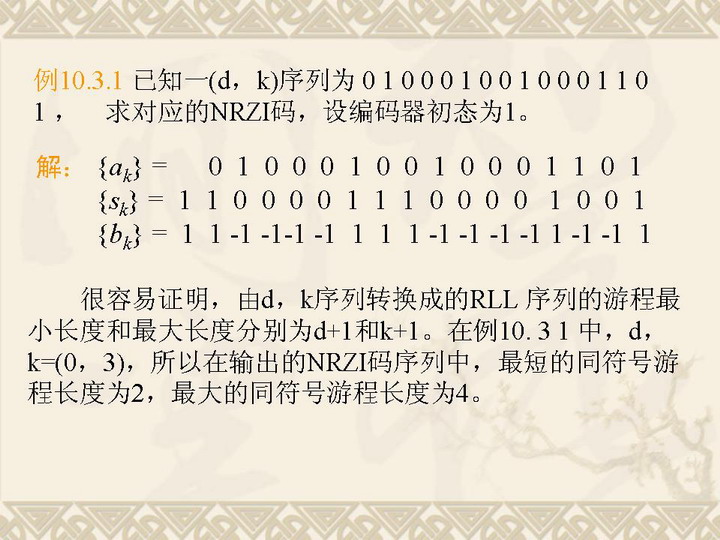 例10.3.1 已知一(d，k)序列为 0 1 0 0 0 1 0 0 1 0 0 0 1 1 0
1 ， 求对应的NRZI码，设编码器初态为1。
解： {ak} = 0 1 0 0 0 1 0 0 1 0 0 0 1 1 0 1
{sk} = 1 1 0 0 0 0 1 1 1 0 0 0 0 1 0 0 1
{bk} = 1 1 -1 -1-1 -1 1 1 1 -1 -1 -1 -1 1 -1 -1 1
很容易证明，由d，k序列转换成的RLL 序列的游程最
小长度和最大长度分别为d+1和k+1。在例10. 3 1 中，d，
k=(0，3)，所以在输出的NRZI码序列中，最短的同符号游
程长度为2，最大的同符号游程长度为4。